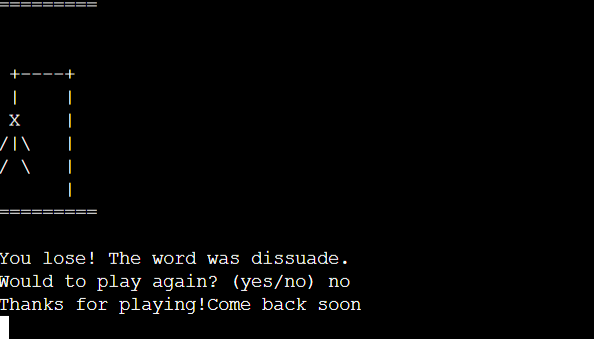 =========
+----+
|    |
X    |
/|\   |
/ \   |
|
=========
You lose! The word was dissuade.
Would to play again? (yes/no) no
Thanks for playing!Come back soon